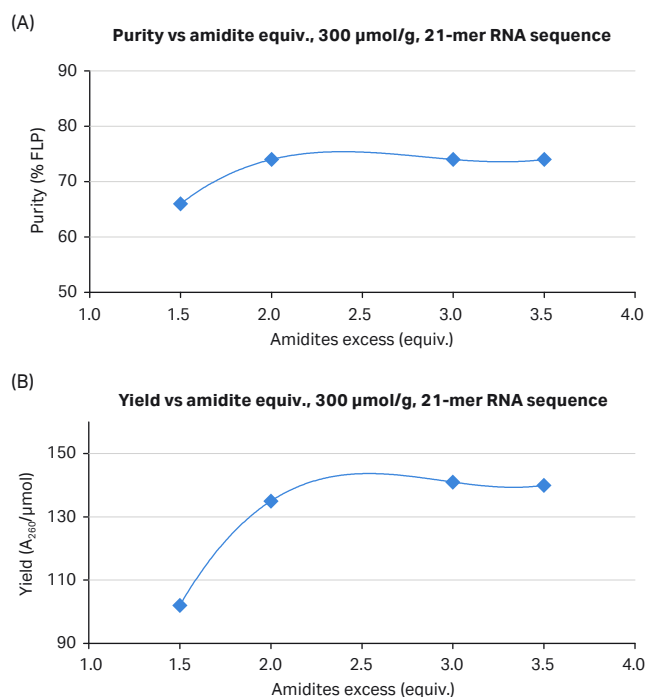 (A)
Purity vs amidite equiv., 300 µmol/g, 21-mer RNA sequence
Purity (% FLP)
90
80
70
60
50
1.0 1.5 2.0 2.5 3.0 3.5 4.0
Amidites excess (equiv.)
(B)
Yield vs amidite equiv., 300 µmol/g, 21-mer RNA sequence
Yield (A₂₆₀/µmol)
150
130
110
90
1.0 1.5 2.0 2.5 3.0 3.5 4.0
Amidites excess (equiv.)